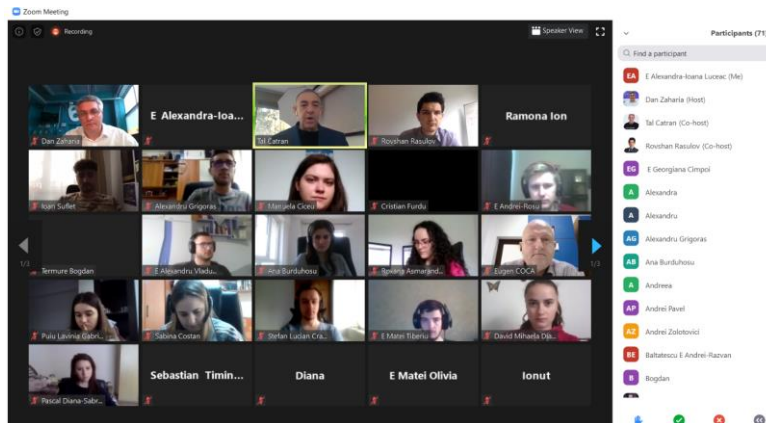 Zoom Meeting
Recording
Speaker View
Dan Zaharia
E Alexandra-Ioa...
Tal Catran
Rovshan Rasulov
Ramona Ion
Ioan Suflet
Alexandru Grigoras
Manuela Ciceu
Cristian Furdu
E Andrei-Rosu
Termure Bogdan
E Alexandru Vladu...
Ana Burduhosu
Roxana Asmarand...
Eugen COCA
1/3
1/3
Puiu Lavinia Gabri...
Sabina Costan
Stefan Lucian Cra...
E Matei Tiberiu
David Mihaela Dia...
Pascal Diana-Sabr...
Sebastian Timin...
Diana
E Matei Olivia
Ionut
Participants (71)
Find a participant
EA E Alexandra-Ioana Luceac (Me)
Dan Zaharia (Host)
Tal Catran (Co-host)
Rovshan Rasulov (Co-host)
EG E Georgiana Cimpoi
A Alexandra
A Alexandru
AG Alexandru Grigoras
AB Ana Burduhosu
A Andreea
AP Andrei Pavel
AZ Andrei Zolotovici
BE Baltatescu E Andrei-Razvan
B Bogdan